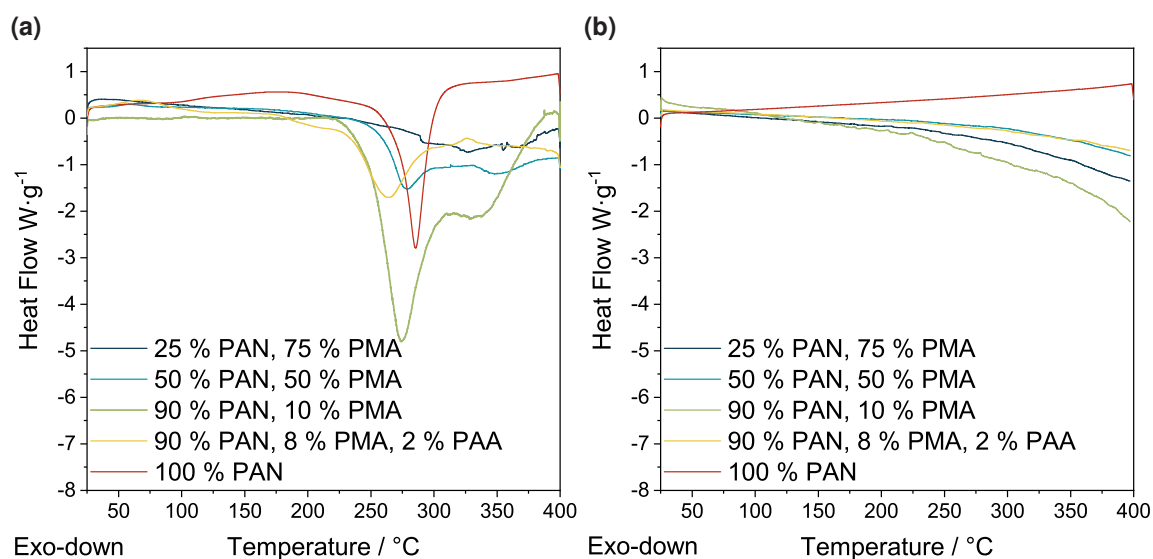 (a)
1
0
-1
-2
-3
-4
-5
-6
-7
-8
Heat Flow W·g⁻¹
25 % PAN, 75 % PMA
50 % PAN, 50 % PMA
90 % PAN, 10 % PMA
90 % PAN, 8 % PMA, 2 % PAA
100 % PAN
50 100 150 200 250 300 350 400
Exo-down Temperature / °C
(b)
1
0
-1
-2
-3
-4
-5
-6
-7
-8
Heat Flow W·g⁻¹
25 % PAN, 75 % PMA
50 % PAN, 50 % PMA
90 % PAN, 10 % PMA
90 % PAN, 8 % PMA, 2 % PAA
100 % PAN
50 100 150 200 250 300 350 400
Exo-down Temperature / °C